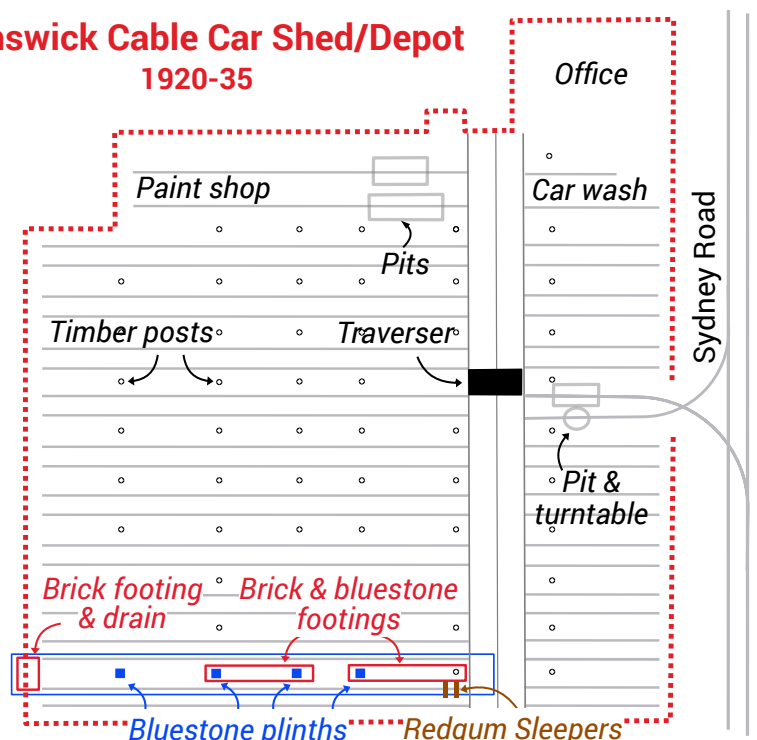 nswick Cable Car Shed/Depot
1920-35
Office
Paint shop
Car wash
Pits
Sydney Road
Timber posts
Traverser
Pit &
turntable
Brick footing
& drain
Brick & bluestone
footings
Bluestone plinths
Redgum Sleepers